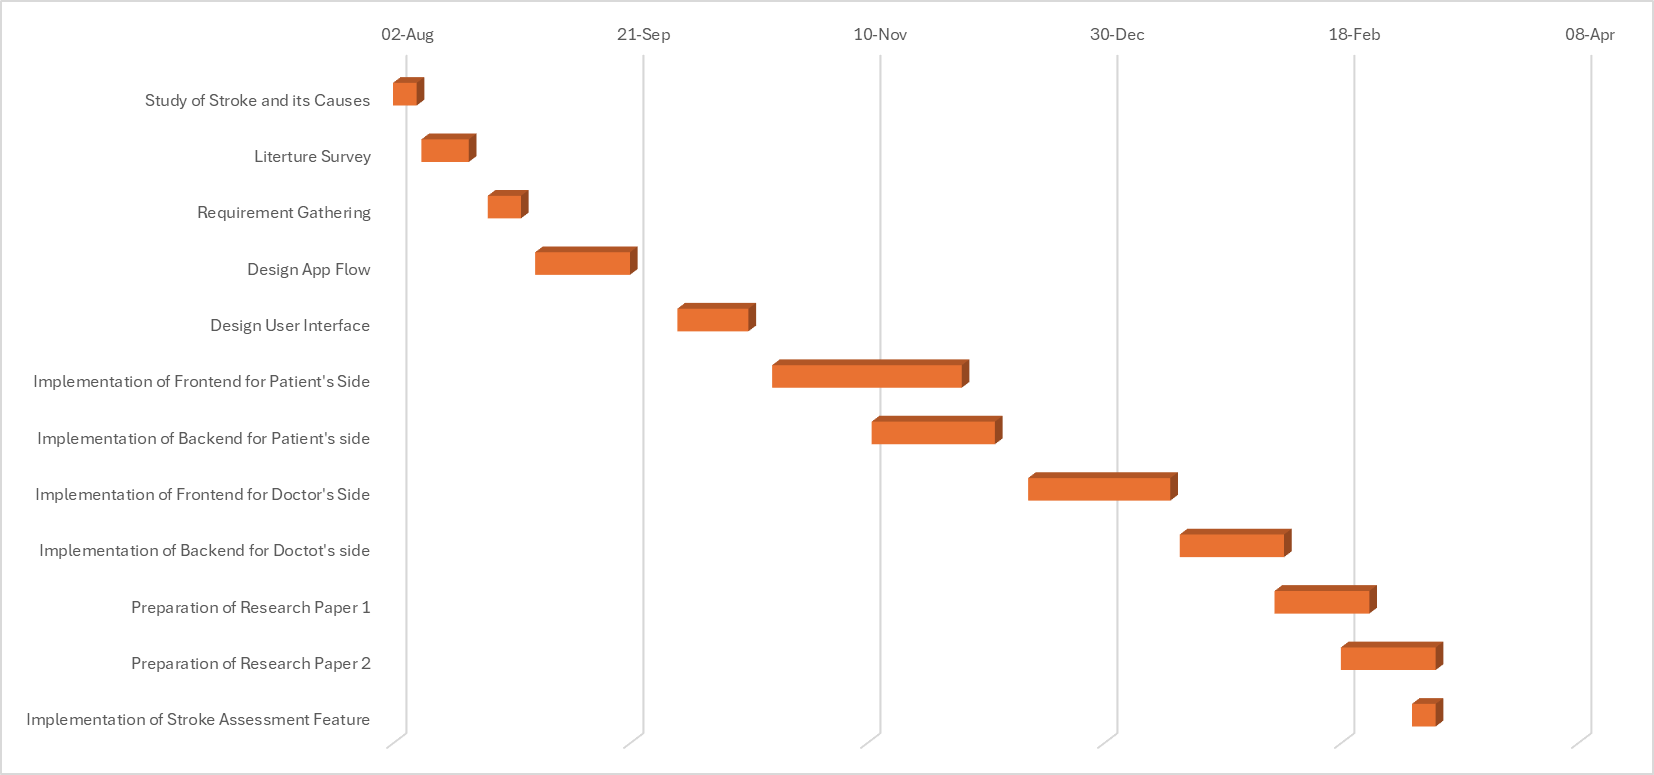 02-Aug 21-Sep 10-Nov 30-Dec 18-Feb 08-Apr
Study of Stroke and its Causes
Literture Survey
Requirement Gathering
Design App Flow
Design User Interface
Implementation of Frontend for Patient's Side
Implementation of Backend for Patient's side
Implementation of Frontend for Doctor's Side
Implementation of Backend for Doctot's side
Preparation of Research Paper 1
Preparation of Research Paper 2
Implementation of Stroke Assessment Feature